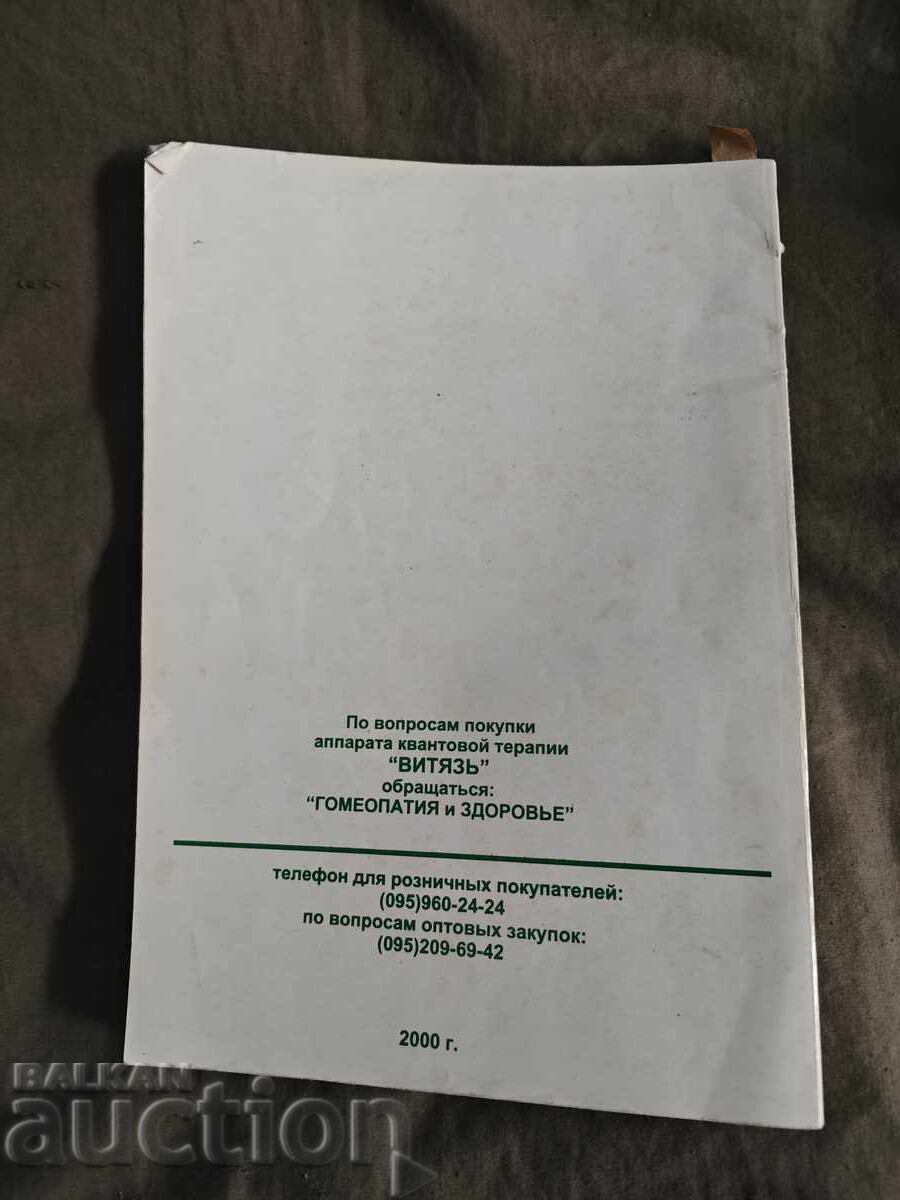 По вопросам покупки
аппарата квантовой терапии
“ВИТЯЗЬ”
обращаться:
“ГОМЕОПАТИЯ и ЗДОРОВЬЕ”
телефон для розничных покупателей:
(095)960-24-24
по вопросам оптовых закупок:
(095)209-69-42
2000 г.
BALKAN
auction